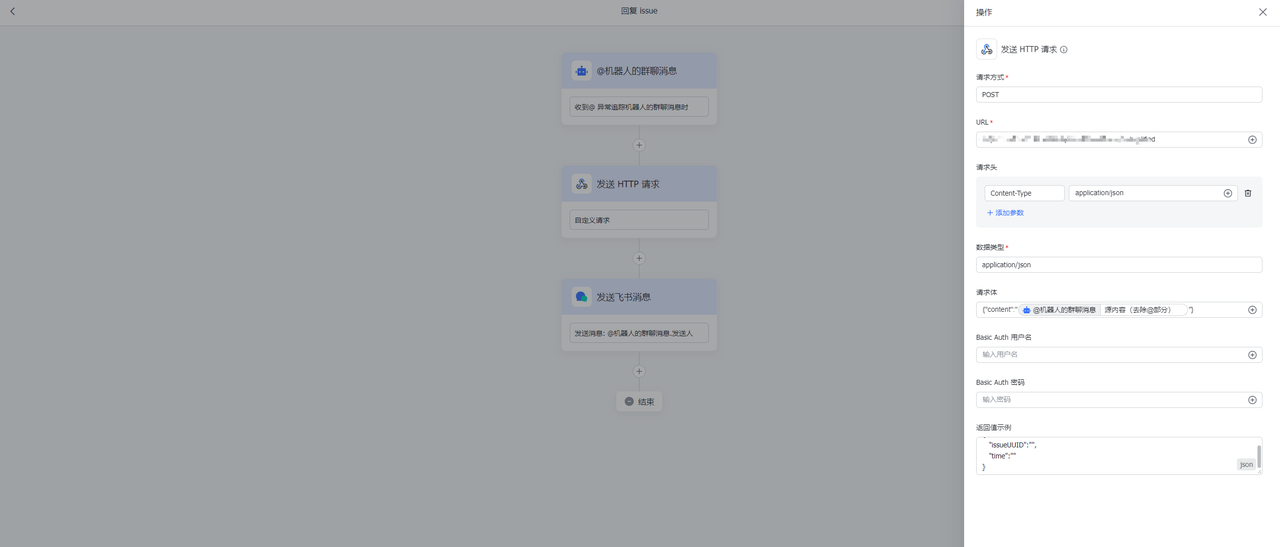 回复 issue
@机器人的群聊消息
收到@ 异常追踪机器人的群聊消息时
发送 HTTP 请求
自定义请求
发送飞书消息
发送消息: @机器人的群聊消息.发送人
结束
操作
发送 HTTP 请求
请求方式*
POST
URL*
请求头
Content-Type application/json
添加参数
数据类型*
application/json
请求体
{"content":" @机器人的群聊消息 源内容（去除@部分） "}
Basic Auth 用户名
输入用户名
Basic Auth 密码
输入密码
返回值示例
"issueUUID":"",
"time":""
}
json